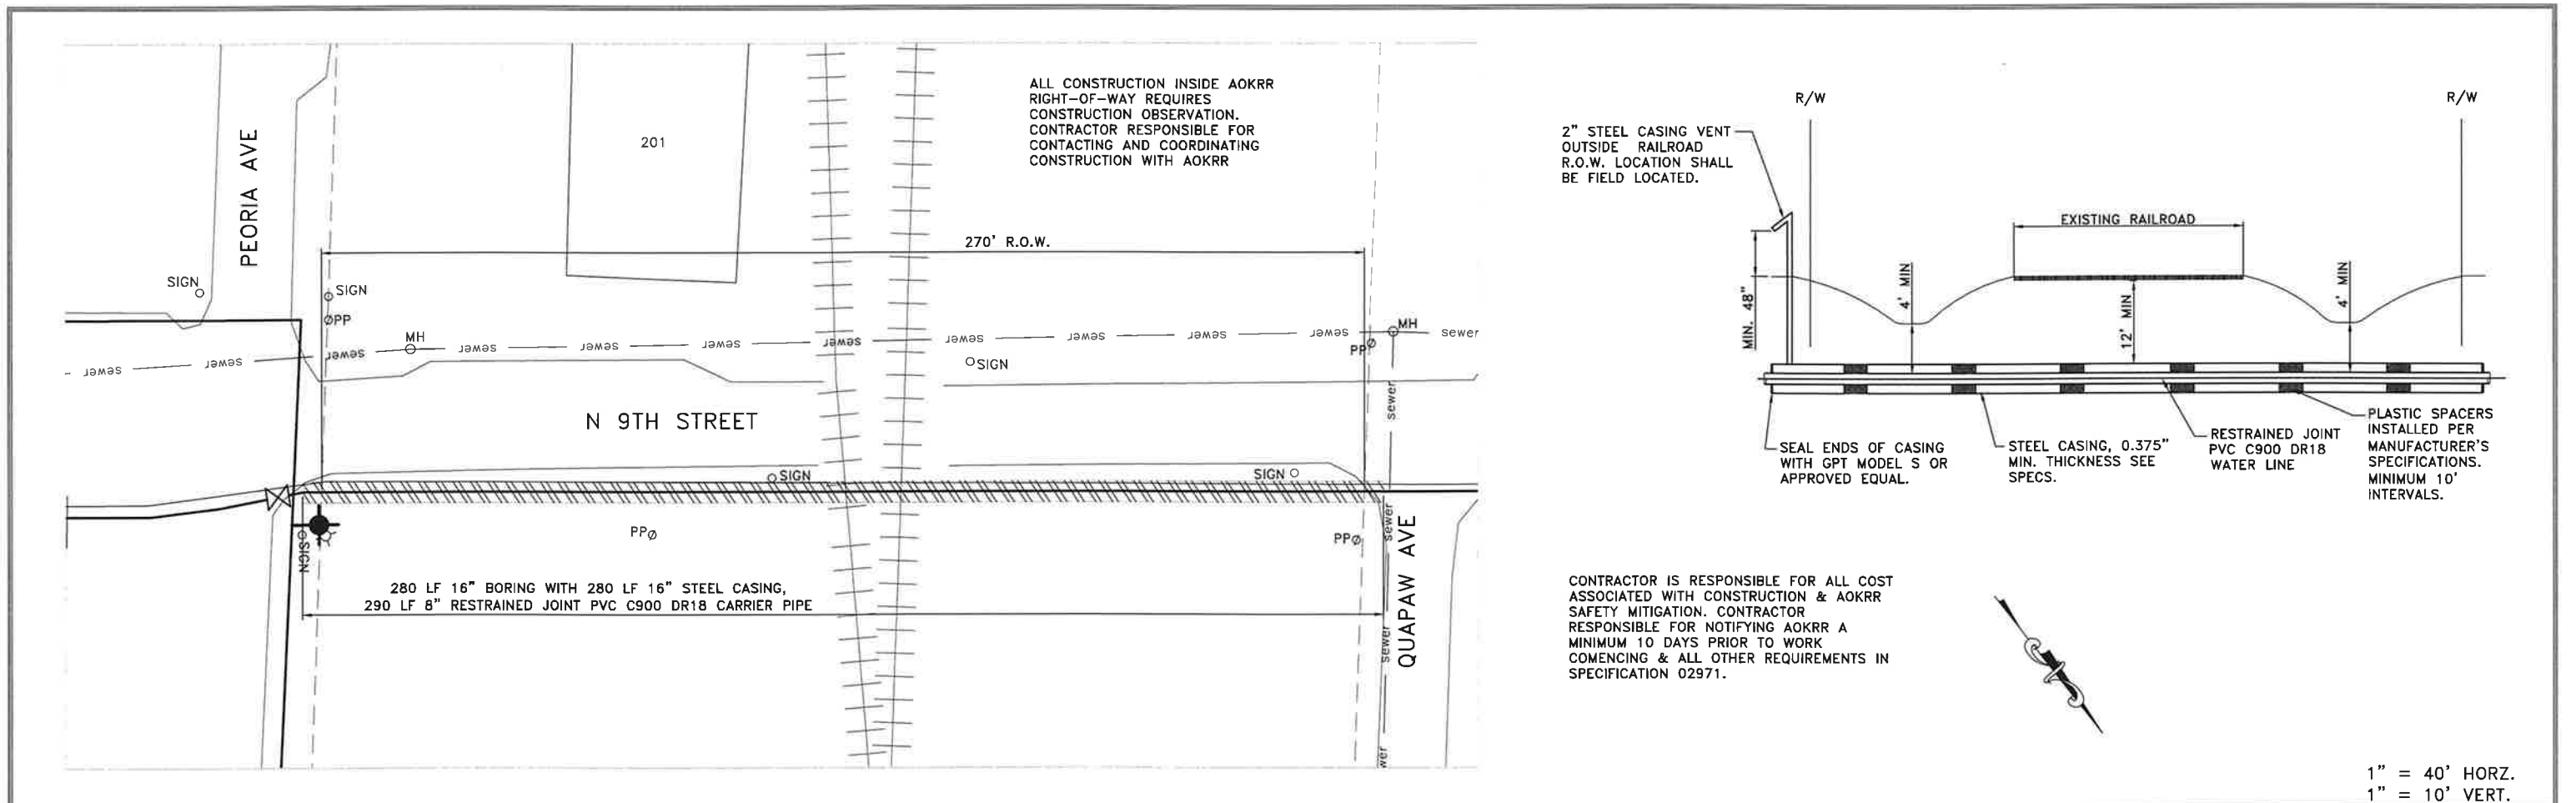 ALL CONSTRUCTION INSIDE AOKRR
RIGHT-OF-WAY REQUIRES
CONSTRUCTION OBSERVATION.
CONTRACTOR RESPONSIBLE FOR
CONTACTING AND COORDINATING
CONSTRUCTION WITH AOKRR
201
PEORIA AVE
270' R.O.W.
SIGN
SIGN
ØPP
MH
MH
sewer
sewer
sewer
sewer
sewer
sewer
sewer
sewer
sewer
sewer
sewer
sewer
PPØ
SIGN
N 9TH STREET
sewer
SIGN
SIGN
SIGN
PPØ
PPØ
sewer
QUAPAW AVE
280 LF 16" BORING WITH 280 LF 16" STEEL CASING,
290 LF 8" RESTRAINED JOINT PVC C900 DR18 CARRIER PIPE
sewer
wer
R/W
R/W
2" STEEL CASING VENT
OUTSIDE RAILROAD
R.O.W. LOCATION SHALL
BE FIELD LOCATED.
EXISTING RAILROAD
MIN. 48"
4' MIN
12' MIN
4' MIN
SEAL ENDS OF CASING
WITH GPT MODEL S OR
APPROVED EQUAL.
STEEL CASING, 0.375"
MIN. THICKNESS SEE
SPECS.
RESTRAINED JOINT
PVC C900 DR18
WATER LINE
PLASTIC SPACERS
INSTALLED PER
MANUFACTURER'S
SPECIFICATIONS.
MINIMUM 10'
INTERVALS.
CONTRACTOR IS RESPONSIBLE FOR ALL COST
ASSOCIATED WITH CONSTRUCTION & AOKRR
SAFETY MITIGATION. CONTRACTOR
RESPONSIBLE FOR NOTIFYING AOKRR A
MINIMUM 10 DAYS PRIOR TO WORK
COMENCING & ALL OTHER REQUIREMENTS IN
SPECIFICATION 02971.
1" = 40' HORZ.
1" = 10' VERT.